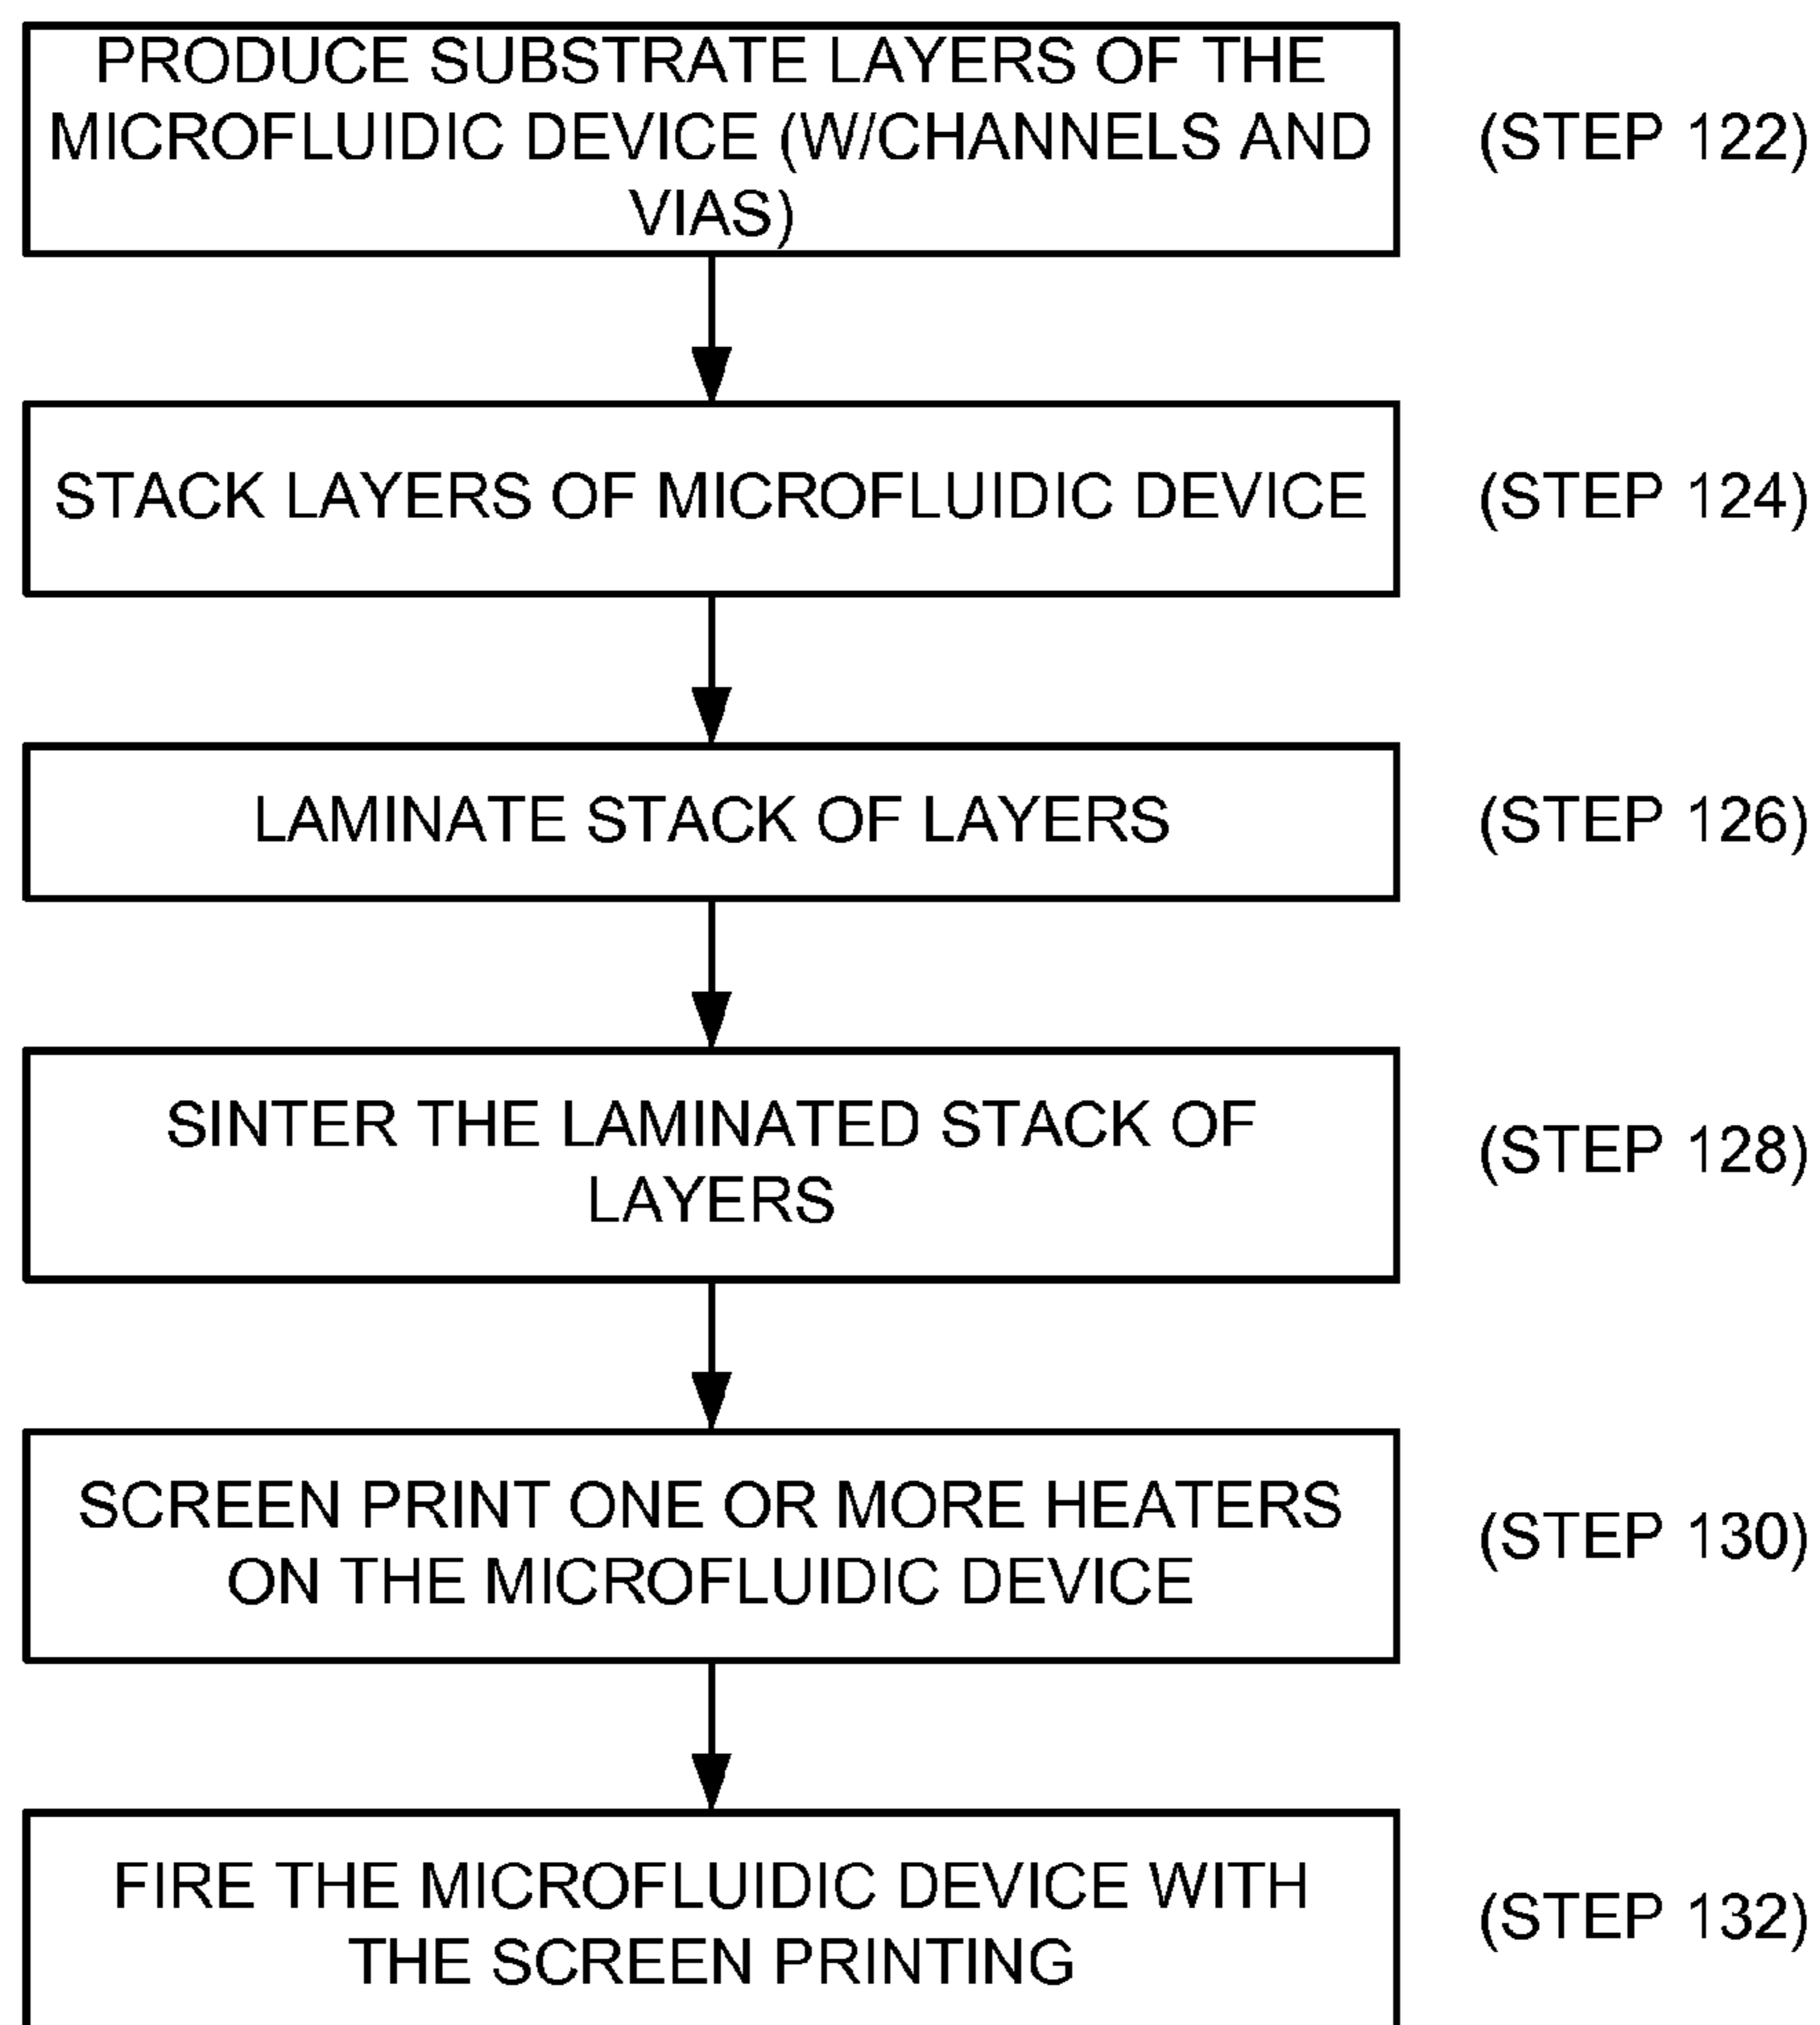 PRODUCE SUBSTRATE LAYERS OF THE
MICROFLUIDIC DEVICE (W/CHANNELS AND
VIAS)
(STEP 122)
STACK LAYERS OF MICROFLUIDIC DEVICE
(STEP 124)
LAMINATE STACK OF LAYERS
(STEP 126)
SINTER THE LAMINATED STACK OF
LAYERS
(STEP 128)
SCREEN PRINT ONE OR MORE HEATERS
ON THE MICROFLUIDIC DEVICE
(STEP 130)
FIRE THE MICROFLUIDIC DEVICE WITH
THE SCREEN PRINTING
(STEP 132)